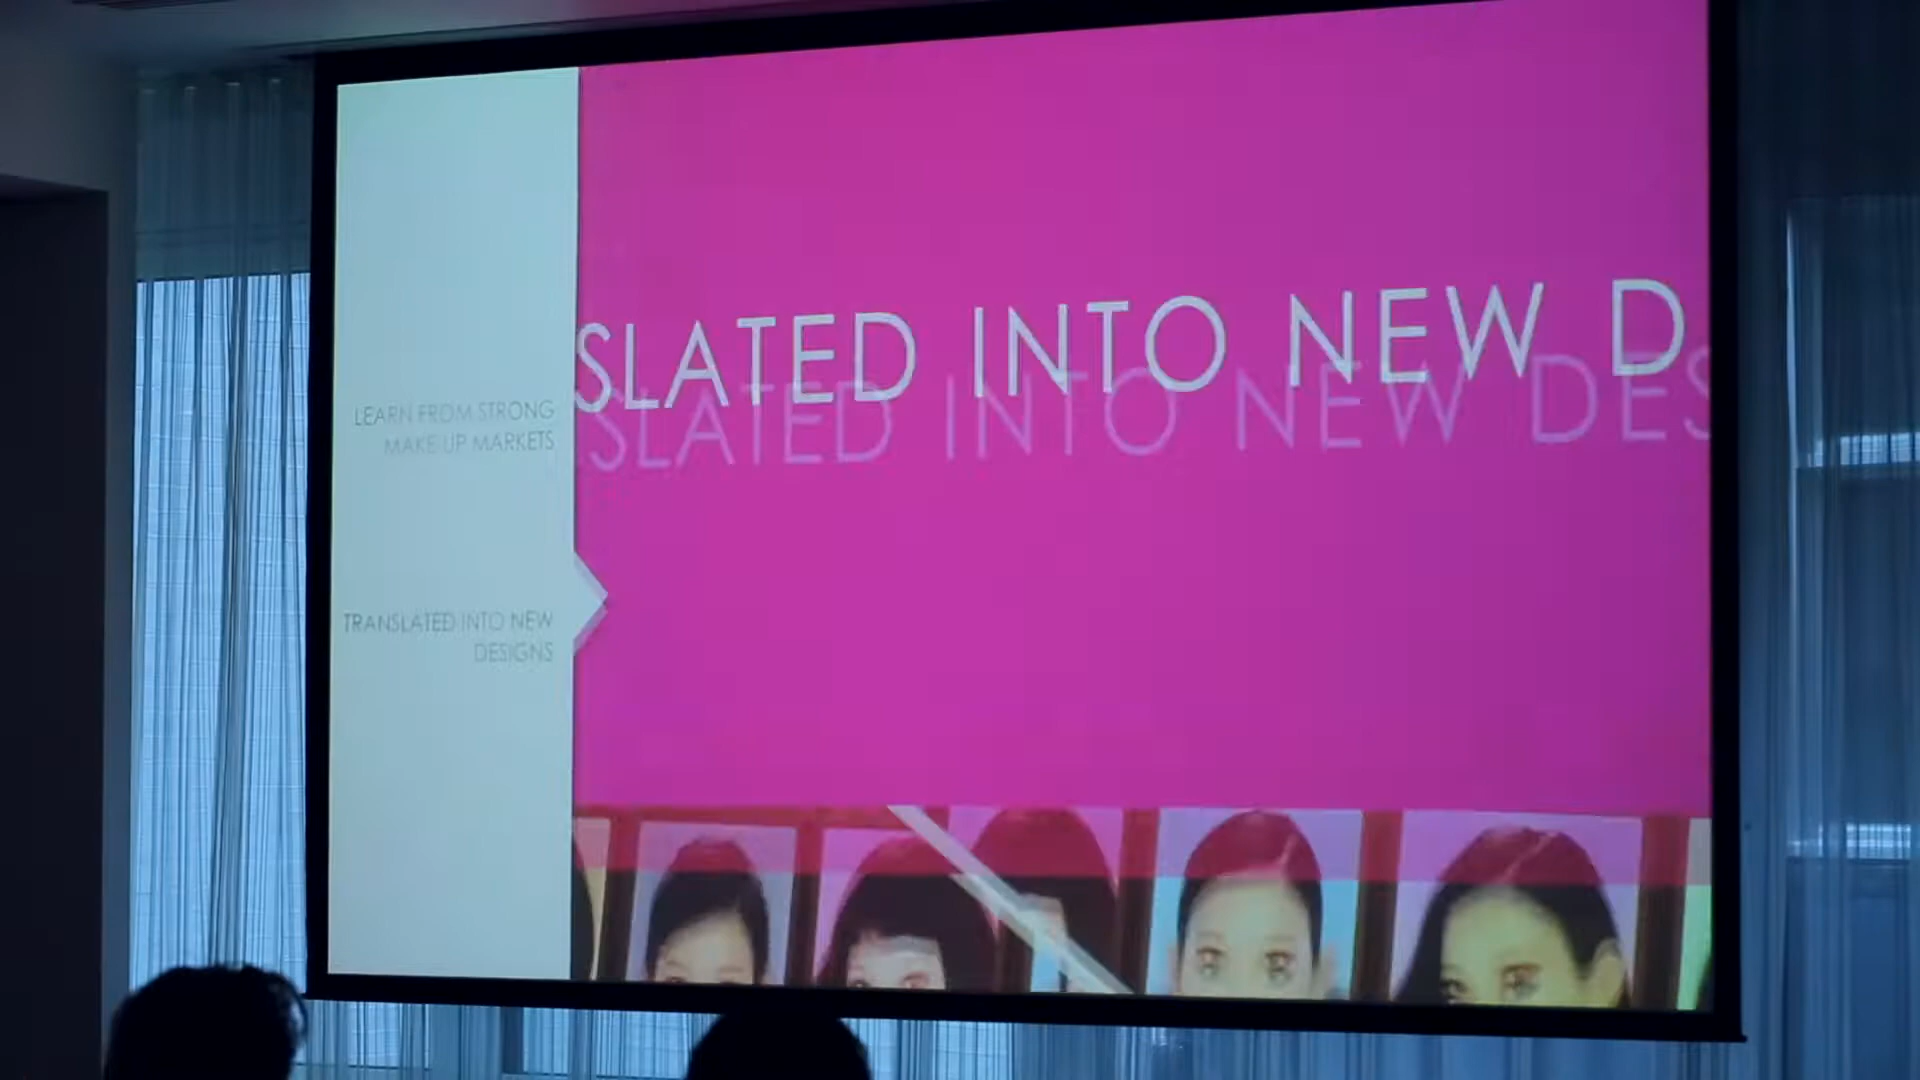 LEARN FROM STRONG
MAKE UP MARKETS
TRANSLATED INTO NEW
DESIGNS
SLATED INTO NEW D
SLATED INTO NEW DES